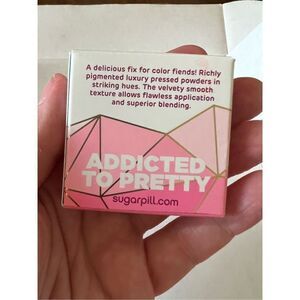 A delicious fix for color fiends! Richly
pigmented luxury pressed powders in
striking hues. The velvety smooth
texture allows flawless application
and superior blending.
ADDICTED
TO PRETTY
sugarpill.com